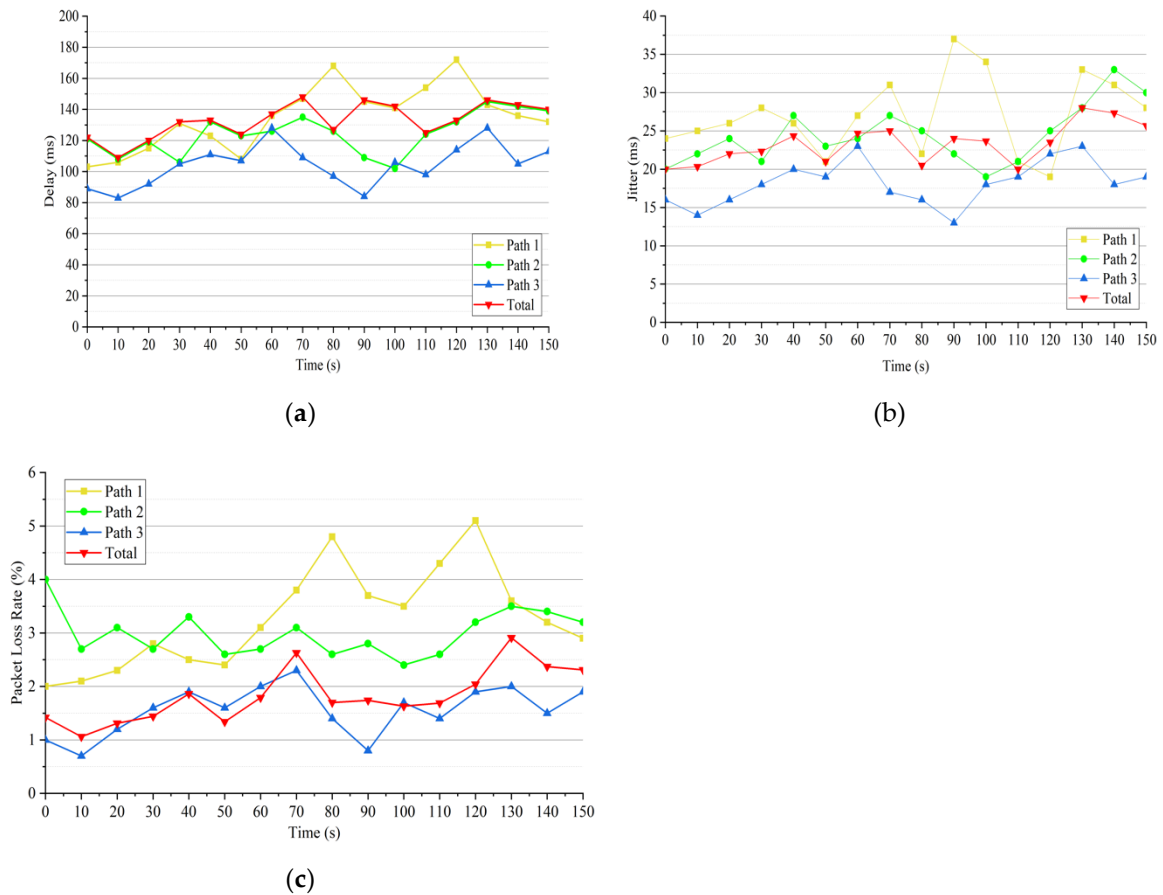 200
180
160
140
120
100
80
60
40
20
0
Delay (ms)
Path 1
Path 2
Path 3
Total
0 10 20 30 40 50 60 70 80 90 100 110 120 130 140 150
Time (s)
(a)
40
35
30
25
20
15
10
5
0
Jitter (ms)
Path 1
Path 2
Path 3
Total
0 10 20 30 40 50 60 70 80 90 100 110 120 130 140 150
Time (s)
(b)
6
5
4
3
2
1
0
Packet Loss Rate (%)
Path 1
Path 2
Path 3
Total
0 10 20 30 40 50 60 70 80 90 100 110 120 130 140 150
Time (s)
(c)